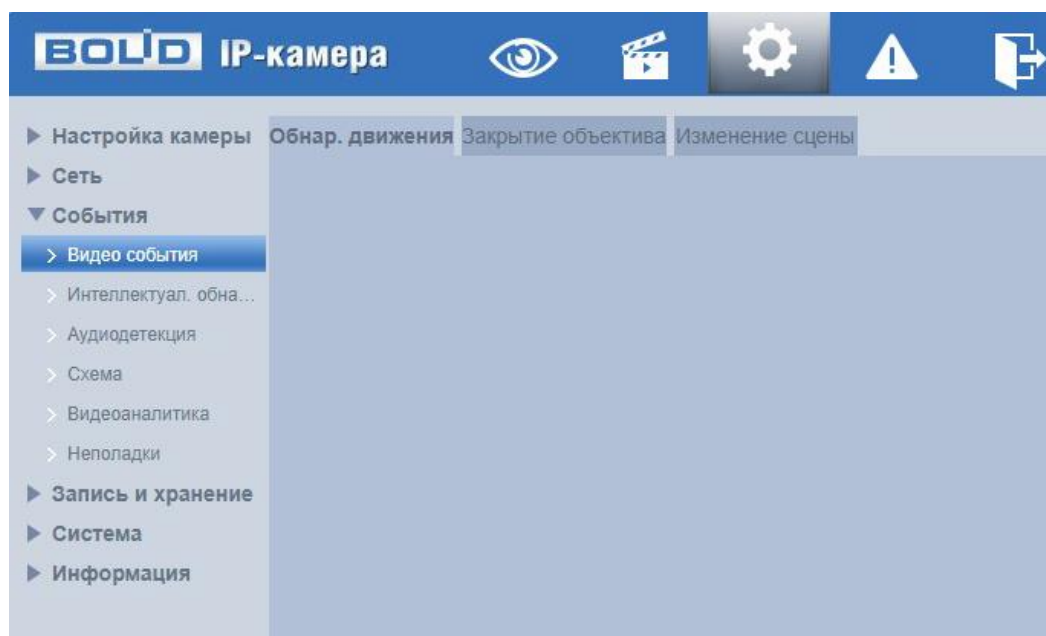 BOLID IP-камера
Настройка камеры
Обнар. движения Закрытие объектива Изменение сцены
Сеть
События
Видео события
Интеллектуал. обна...
Аудиодетекция
Схема
Видеоаналитика
Неполадки
Запись и хранение
Система
Информация